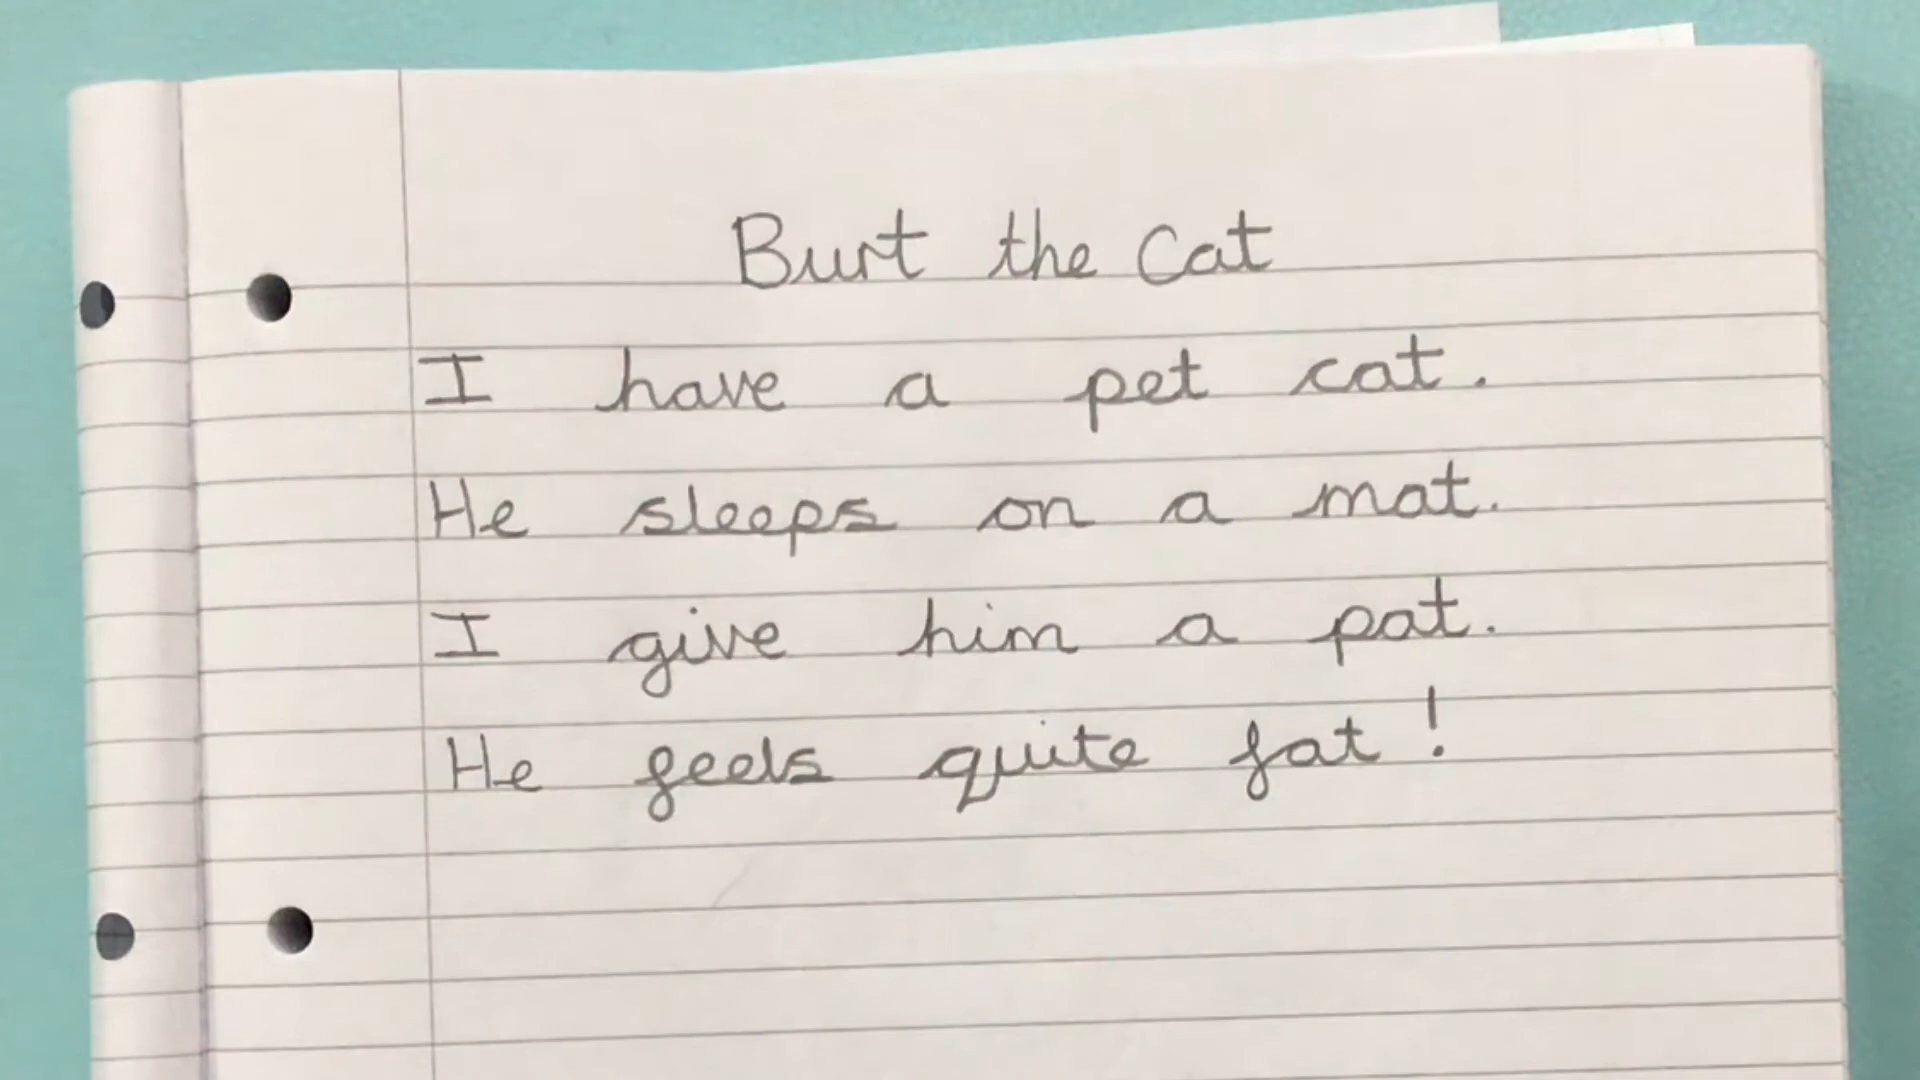 Burt the Cat
I have a pet cat.
He sleeps on a mat.
I give him a pat.
He feels quite fat!